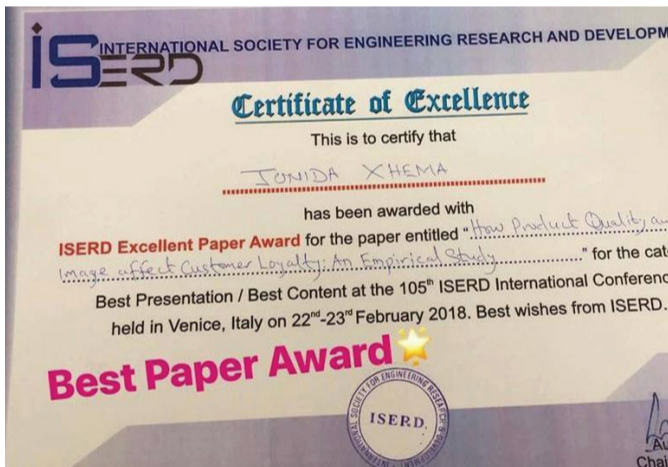 iSERD
INTERNATIONAL SOCIETY FOR ENGINEERING RESEARCH AND DEVELOPM
Certificate of Excellence
This is to certify that
JONIDA XHEMA
has been awarded with
ISERD Excellent Paper Award for the paper entitled “How Product Quality, a
Image affect Customer Loyalty: An Empirical Study” for the cat
Best Presentation / Best Content at the 105th ISERD International Conferenc
held in Venice, Italy on 22nd-23rd February 2018. Best wishes from ISERD.
Best Paper Award
ISERD.
Au
Chai